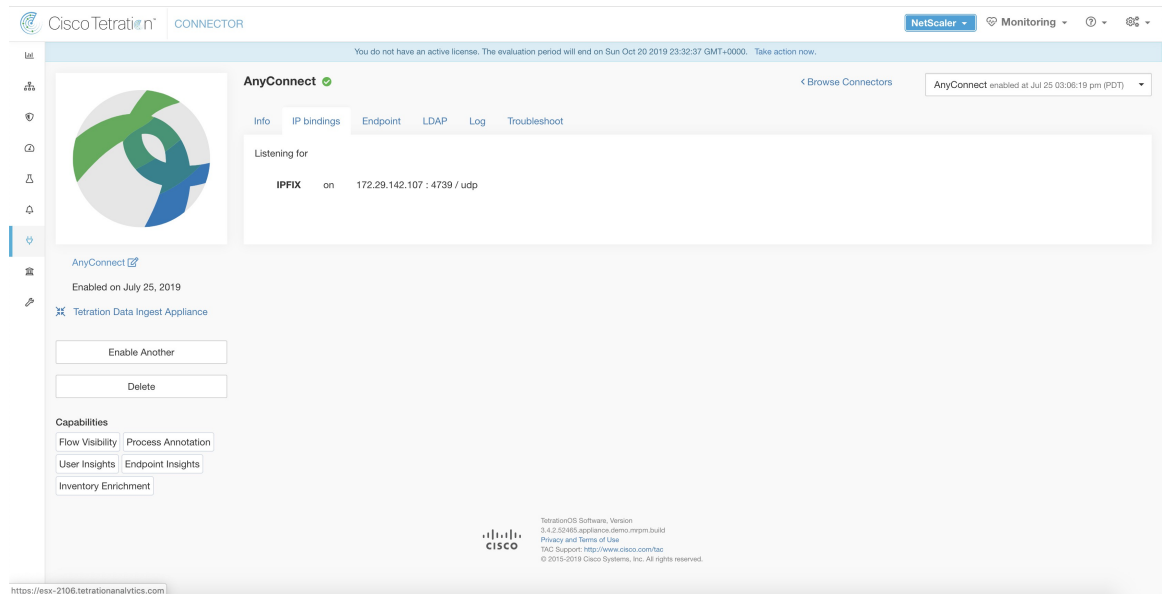 Cisco Tetration™ CONNECTOR NetScaler Monitoring ?
You do not have an active license. The evaluation period will end on Sun Oct 20 2019 23:32:37 GMT+0000. Take action now.
AnyConnect < Browse Connectors AnyConnect enabled at Jul 25 03:06:19 pm (PDT)
Info IP bindings Endpoint LDAP Log Troubleshoot
Listening for
IPFIX on 172.29.142.107 : 4739 / udp
AnyConnect
Enabled on July 25, 2019
Tetration Data Ingest Appliance
Enable Another
Delete
Capabilities
Flow Visibility Process Annotation
User Insights Endpoint Insights
Inventory Enrichment
CISCO
TetrationOS Software, Version
3.4.2.52465.appliance.demo.mrpm.build
Privacy and Terms of Use
TAC Support: http://www.cisco.com/tac
© 2015-2019 Cisco Systems, Inc. All rights reserved.
https://esx-2106.tetrationanalytics.com